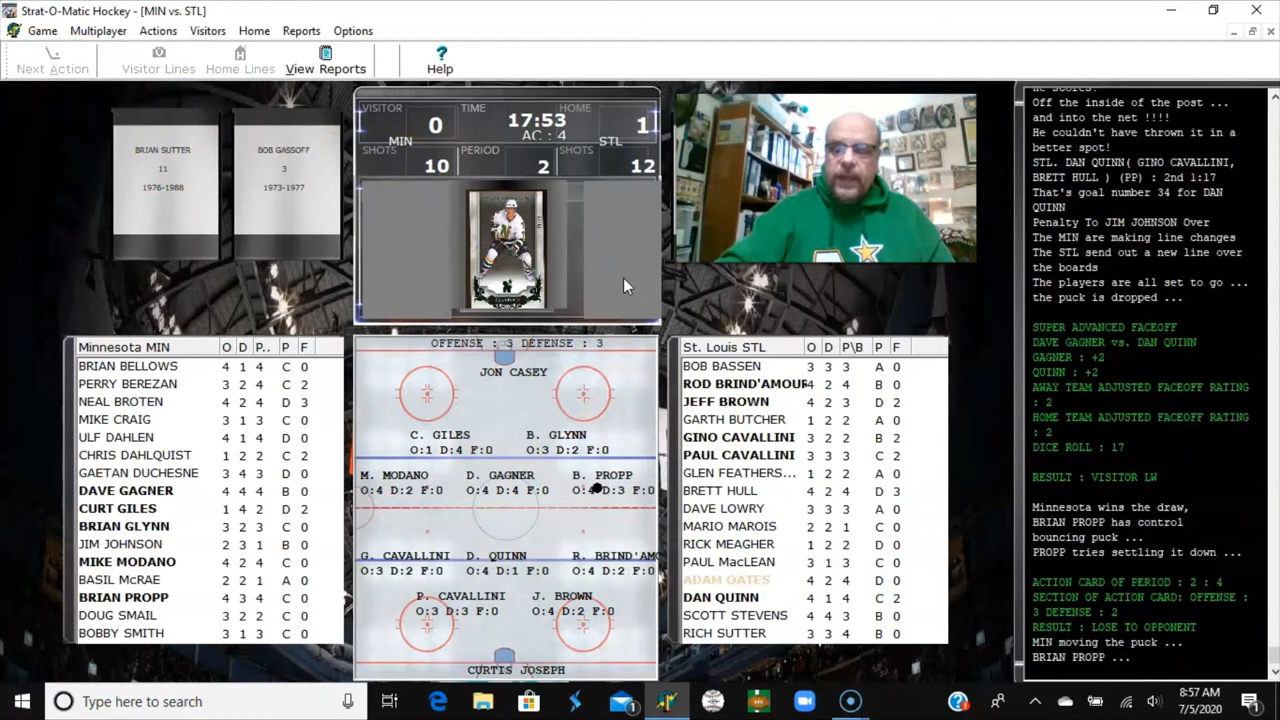 Strat-O-Matic Hockey - [MIN vs. STL]
Game Multiplayer Actions Visitors Home Reports Options
Next Action Visitor Lines Home Lines View Reports Help
BRIAN SUTTER
11
1976-1988
BOB GASSOFF
3
1973-1977
VISITOR TIME HOME
MIN 0 17:53 STL 1
AC : 4
SHOTS PERIOD SHOTS
10 2 12
Minnesota MIN O D P.. P F
BRIAN BELLOWS 4 1 4 C 0
PERRY BEREZAN 3 2 4 C 2
NEAL BROTEN 4 2 4 D 3
MIKE CRAIG 3 1 3 C 0
ULF DAHLEN 4 1 4 D 0
CHRIS DAHLQUIST 1 2 2 C 2
GAETAN DUCHESNE 3 4 3 D 0
DAVE GAGNER 4 4 4 B 0
CURT GILES 1 4 2 D 2
BRIAN GLYNN 3 2 3 C 0
JIM JOHNSON 2 3 1 B 0
MIKE MODANO 4 2 4 C 0
BASIL McRAE 2 2 1 A 0
BRIAN PROPP 4 3 4 C 0
DOUG SMAIL 3 2 2 C 0
BOBBY SMITH 3 1 3 C 0
OFFENSE : 3 DEFENSE : 3
JON CASEY
C. GILES B. GLYNN
O:1 D:4 F:0 O:3 D:2 F:0
M. MODANO D. GAGNER B. PROPP
O:4 D:2 F:0 O:4 D:4 F:0 O:4 D:3 F:0
G. CAVALLINI D. QUINN R. BRIND'AMO
O:3 D:2 F:0 O:4 D:1 F:0 O:4 D:2 F:0
P. CAVALLINI J. BROWN
O:3 D:3 F:0 O:4 D:2 F:0
CURTIS JOSEPH
St. Louis STL O D P\B P F
BOB BASSEN 3 3 3 A 0
ROD BRIND'AMOUR 4 2 4 D 0
JEFF BROWN 4 2 3 D 2
GARTH BUTCHER 1 2 2 A 0
GINO CAVALLINI 3 2 2 B 2
PAUL CAVALLINI 3 3 3 C 2
GLEN FEATHERS... 1 2 2 A 0
BRETT HULL 4 2 4 D 3
DAVE LOWRY 3 3 3 A 0
MARIO MAROIS 2 2 1 C 0
RICK MEAGHER 1 2 2 D 0
PAUL MacLEAN 3 1 3 C 0
ADAM OATES 4 2 4 D 0
DAN QUINN 4 1 4 C 2
SCOTT STEVENS 4 4 3 B 0
RICH SUTTER 3 3 4 B 0
he scores!
Off the inside of the post ...
and into the net !!!!
He couldn't have thrown it in a
better spot!
STL. DAN QUINN( GINO CAVALLINI,
BRETT HULL ) (PP) : 2nd 1:17
That's goal number 34 for DAN
QUINN
Penalty To JIM JOHNSON Over
The MIN are making line changes
The STL send out a new line over
the boards
The players are all set to go ...
the puck is dropped ...
SUPER ADVANCED FACEOFF
DAVE GAGNER vs. DAN QUINN
GAGNER : +2
QUINN : +2
AWAY TEAM ADJUSTED FACEOFF RATING
: 2
HOME TEAM ADJUSTED FACEOFF RATING
: 2
DICE ROLL : 17
RESULT : VISITOR LW
Minnesota wins the draw,
BRIAN PROPP has control
bouncing puck ...
PROPP tries settling it down ...
ACTION CARD OF PERIOD : 2 : 4
SECTION OF ACTION CARD: OFFENSE :
3 DEFENSE : 2
RESULT : LOSE TO OPPONENT
MIN moving the puck ...
BRIAN PROPP ...
Type here to search
8:57 AM
7/5/2020